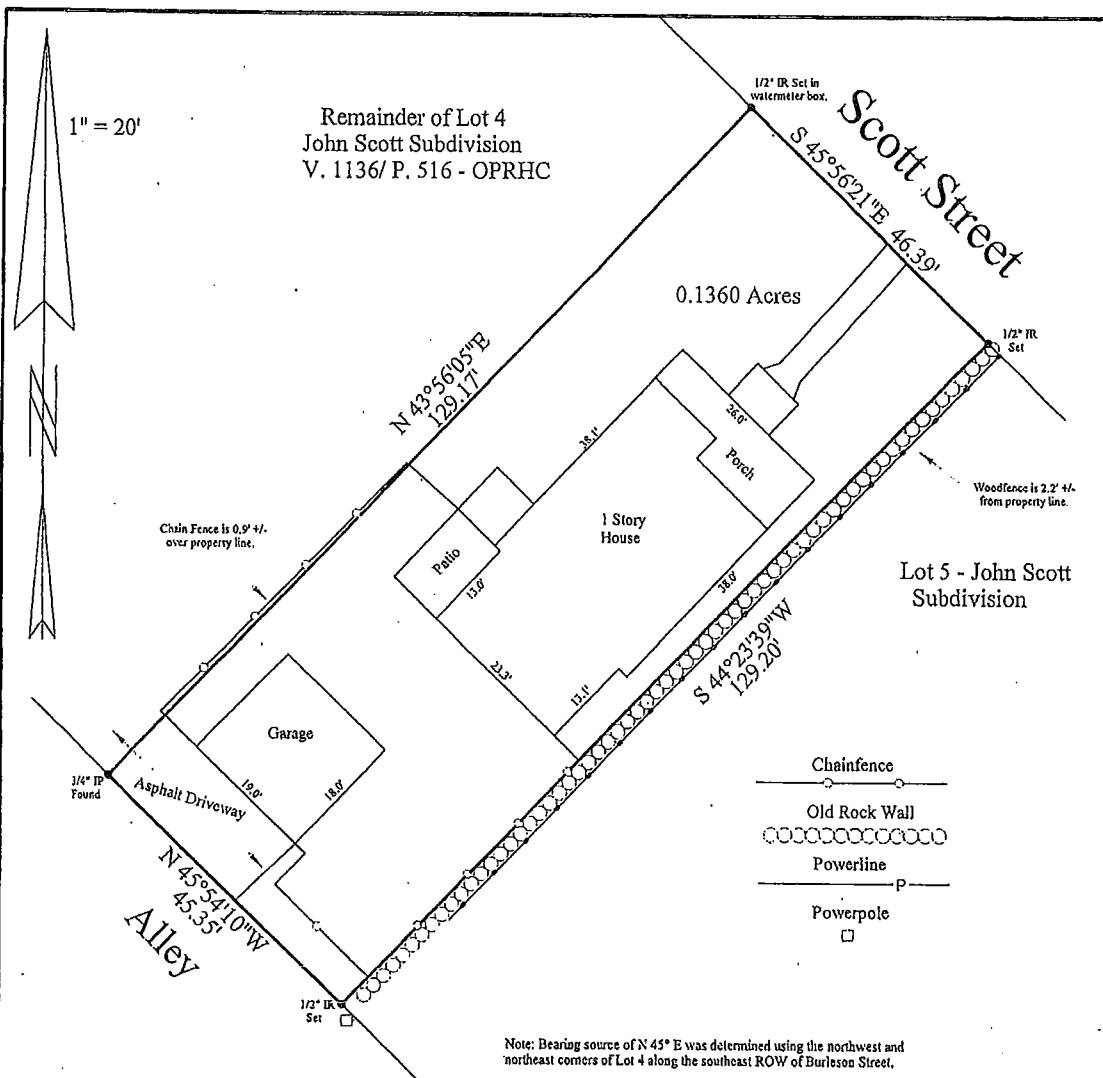 1/2" IR Set in
watermeter box.
Scott Street
1" = 20'
Remainder of Lot 4
John Scott Subdivision
V. 1136/ P. 516 - OPRHC
S 45°56'21"E 46.39'
0.1360 Acres
1/2" IR
Set
N 43°56'05"E
129.17'
N
38.1'
26.0'
Porch
Woodfence is 2.2' +/-
from property line.
Chain Fence is 0.9' +/-
over property line.
1 Story
House
Patio
13.0'
38.0'
Lot 5 - John Scott
Subdivision
S 44°23'39"W
129.20'
23.3'
13.1'
Garage
3/4" IP
Found
Asphalt Driveway
19.0'
18.0'
N 45°54'10"W
45.35'
Alley
1/2" IR
Set
Chainfence
Old Rock Wall
Powerline
P
Powerpole
Note: Bearing source of N 45° E was determined using the northwest and
northeast corners of Lot 4 along the southeast ROW of Burleson Street.